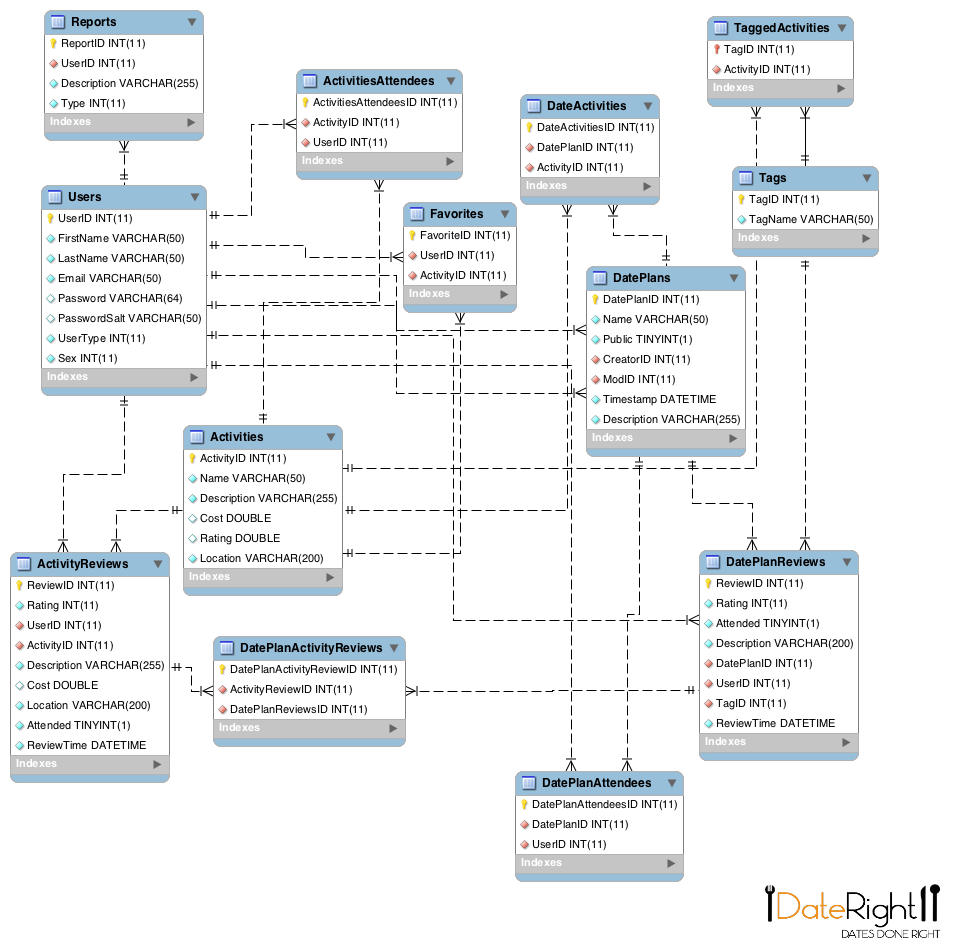 Reports
ReportID INT(11)
UserID INT(11)
Description VARCHAR(255)
Type INT(11)
Indexes
TaggedActivities
TagID INT(11)
ActivityID INT(11)
Indexes
ActivitiesAttendees
ActivitiesAttendeesID INT(11)
ActivityID INT(11)
UserID INT(11)
Indexes
DateActivities
DateActivitiesID INT(11)
DatePlanID INT(11)
ActivityID INT(11)
Indexes
Users
UserID INT(11)
FirstName VARCHAR(50)
LastName VARCHAR(50)
Email VARCHAR(50)
Password VARCHAR(64)
PasswordSalt VARCHAR(50)
UserType INT(11)
Sex INT(11)
Indexes
Favorites
FavoriteID INT(11)
UserID INT(11)
ActivityID INT(11)
Indexes
Tags
TagID INT(11)
TagName VARCHAR(50)
Indexes
DatePlans
DatePlanID INT(11)
Name VARCHAR(50)
Public TINYINT(1)
CreatorID INT(11)
ModID INT(11)
Timestamp DATETIME
Description VARCHAR(255)
Indexes
Activities
ActivityID INT(11)
Name VARCHAR(50)
Description VARCHAR(255)
Cost DOUBLE
Rating DOUBLE
Location VARCHAR(200)
Indexes
ActivityReviews
ReviewID INT(11)
Rating INT(11)
UserID INT(11)
ActivityID INT(11)
Description VARCHAR(255)
Cost DOUBLE
Location VARCHAR(200)
Attended TINYINT(1)
ReviewTime DATETIME
Indexes
DatePlanActivityReviews
DatePlanActivityReviewID INT(11)
ActivityReviewID INT(11)
DatePlanReviewsID INT(11)
Indexes
DatePlanReviews
ReviewID INT(11)
Rating INT(11)
Attended TINYINT(1)
Description VARCHAR(200)
DatePlanID INT(11)
UserID INT(11)
TagID INT(11)
ReviewTime DATETIME
Indexes
DatePlanAttendees
DatePlanAttendeesID INT(11)
DatePlanID INT(11)
UserID INT(11)
Indexes
DateRight
DATES DONE RIGHT